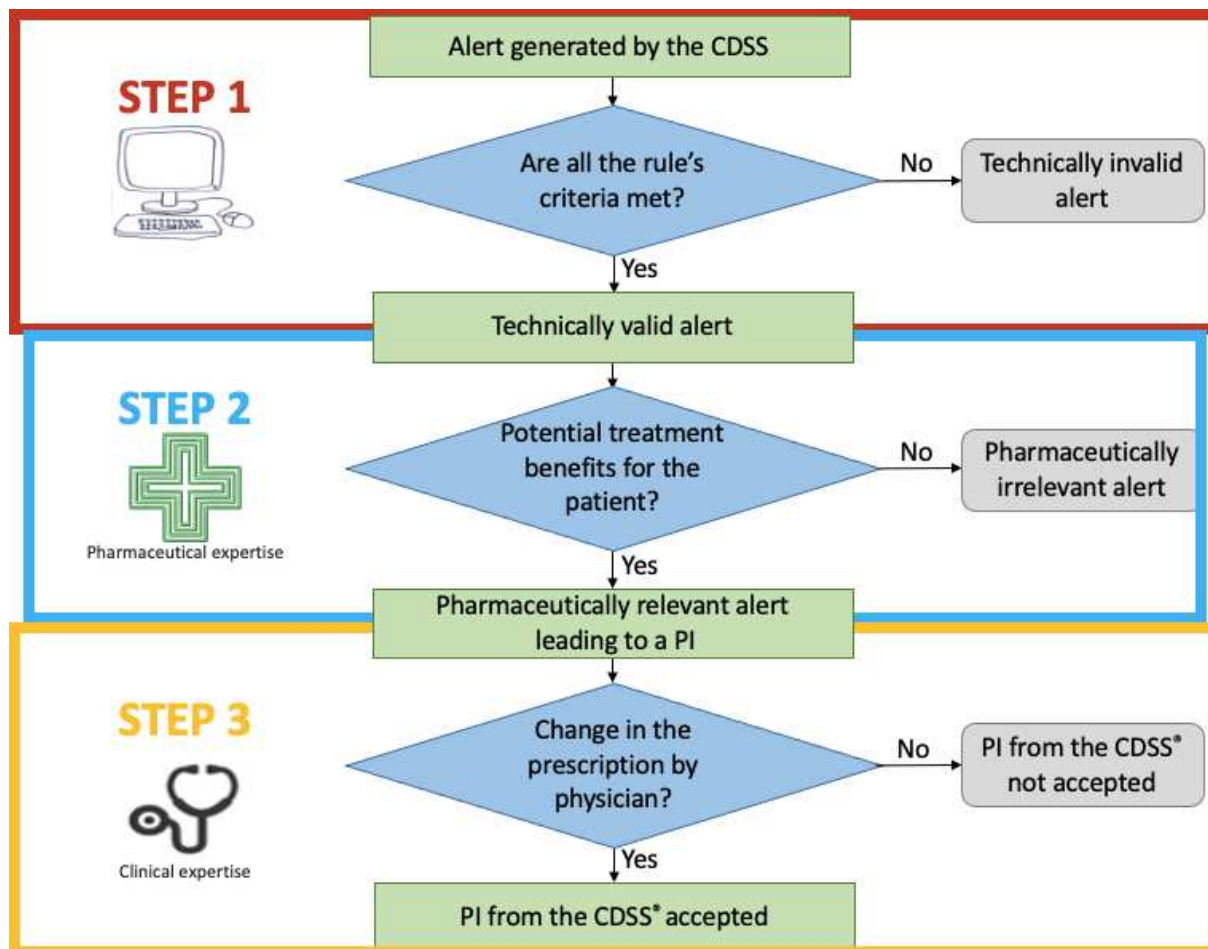 Alert generated by the CDSS
STEP 1
Are all the rule's
criteria met?
No
Technically invalid
alert
Yes
Technically valid alert
STEP 2
Pharmaceutical expertise
Potential treatment
benefits for the
patient?
No
Pharmaceutically
irrelevant alert
Yes
Pharmaceutically relevant alert
leading to a PI
STEP 3
Clinical expertise
Change in the
prescription by
physician?
No
PI from the CDSS®
not accepted
Yes
PI from the CDSS® accepted